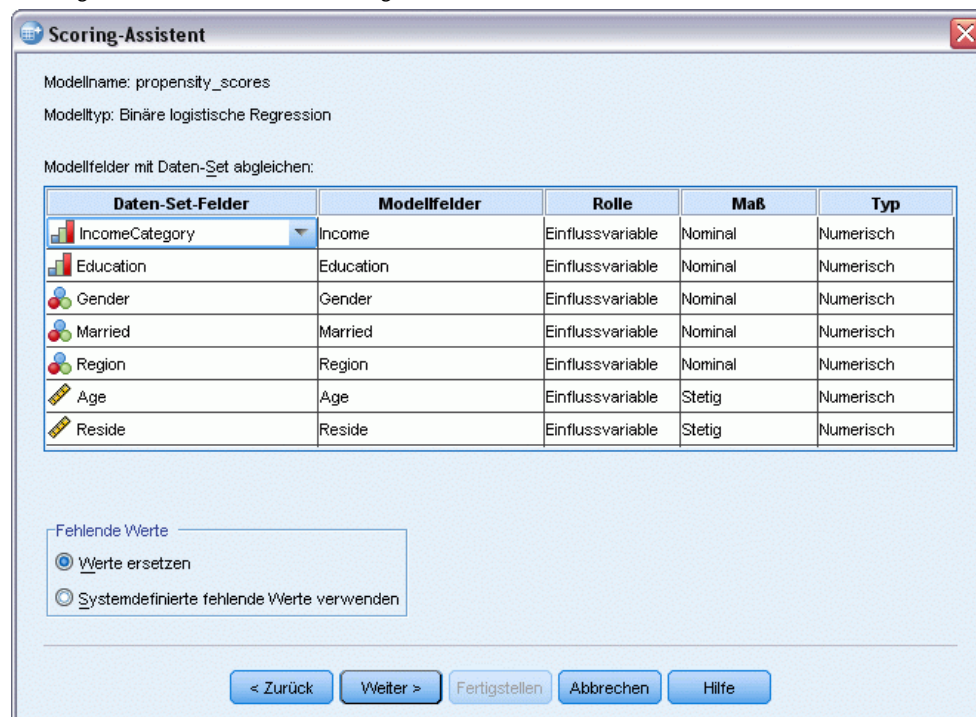 Scoring-Assistent
Modellname: propensity_scores
Modelltyp: Binäre logistische Regression
Modellfelder mit Daten-Set abgleichen:
Daten-Set-Felder Modellfelder Rolle Maß Typ
IncomeCategory Income Einflussvariable Nominal Numerisch
Education Education Einflussvariable Nominal Numerisch
Gender Gender Einflussvariable Nominal Numerisch
Married Married Einflussvariable Nominal Numerisch
Region Region Einflussvariable Nominal Numerisch
Age Age Einflussvariable Stetig Numerisch
Reside Reside Einflussvariable Stetig Numerisch
Fehlende Werte
Werte ersetzen
Systemdefinierte fehlende Werte verwenden
< Zurück Weiter > Fertigstellen Abbrechen Hilfe